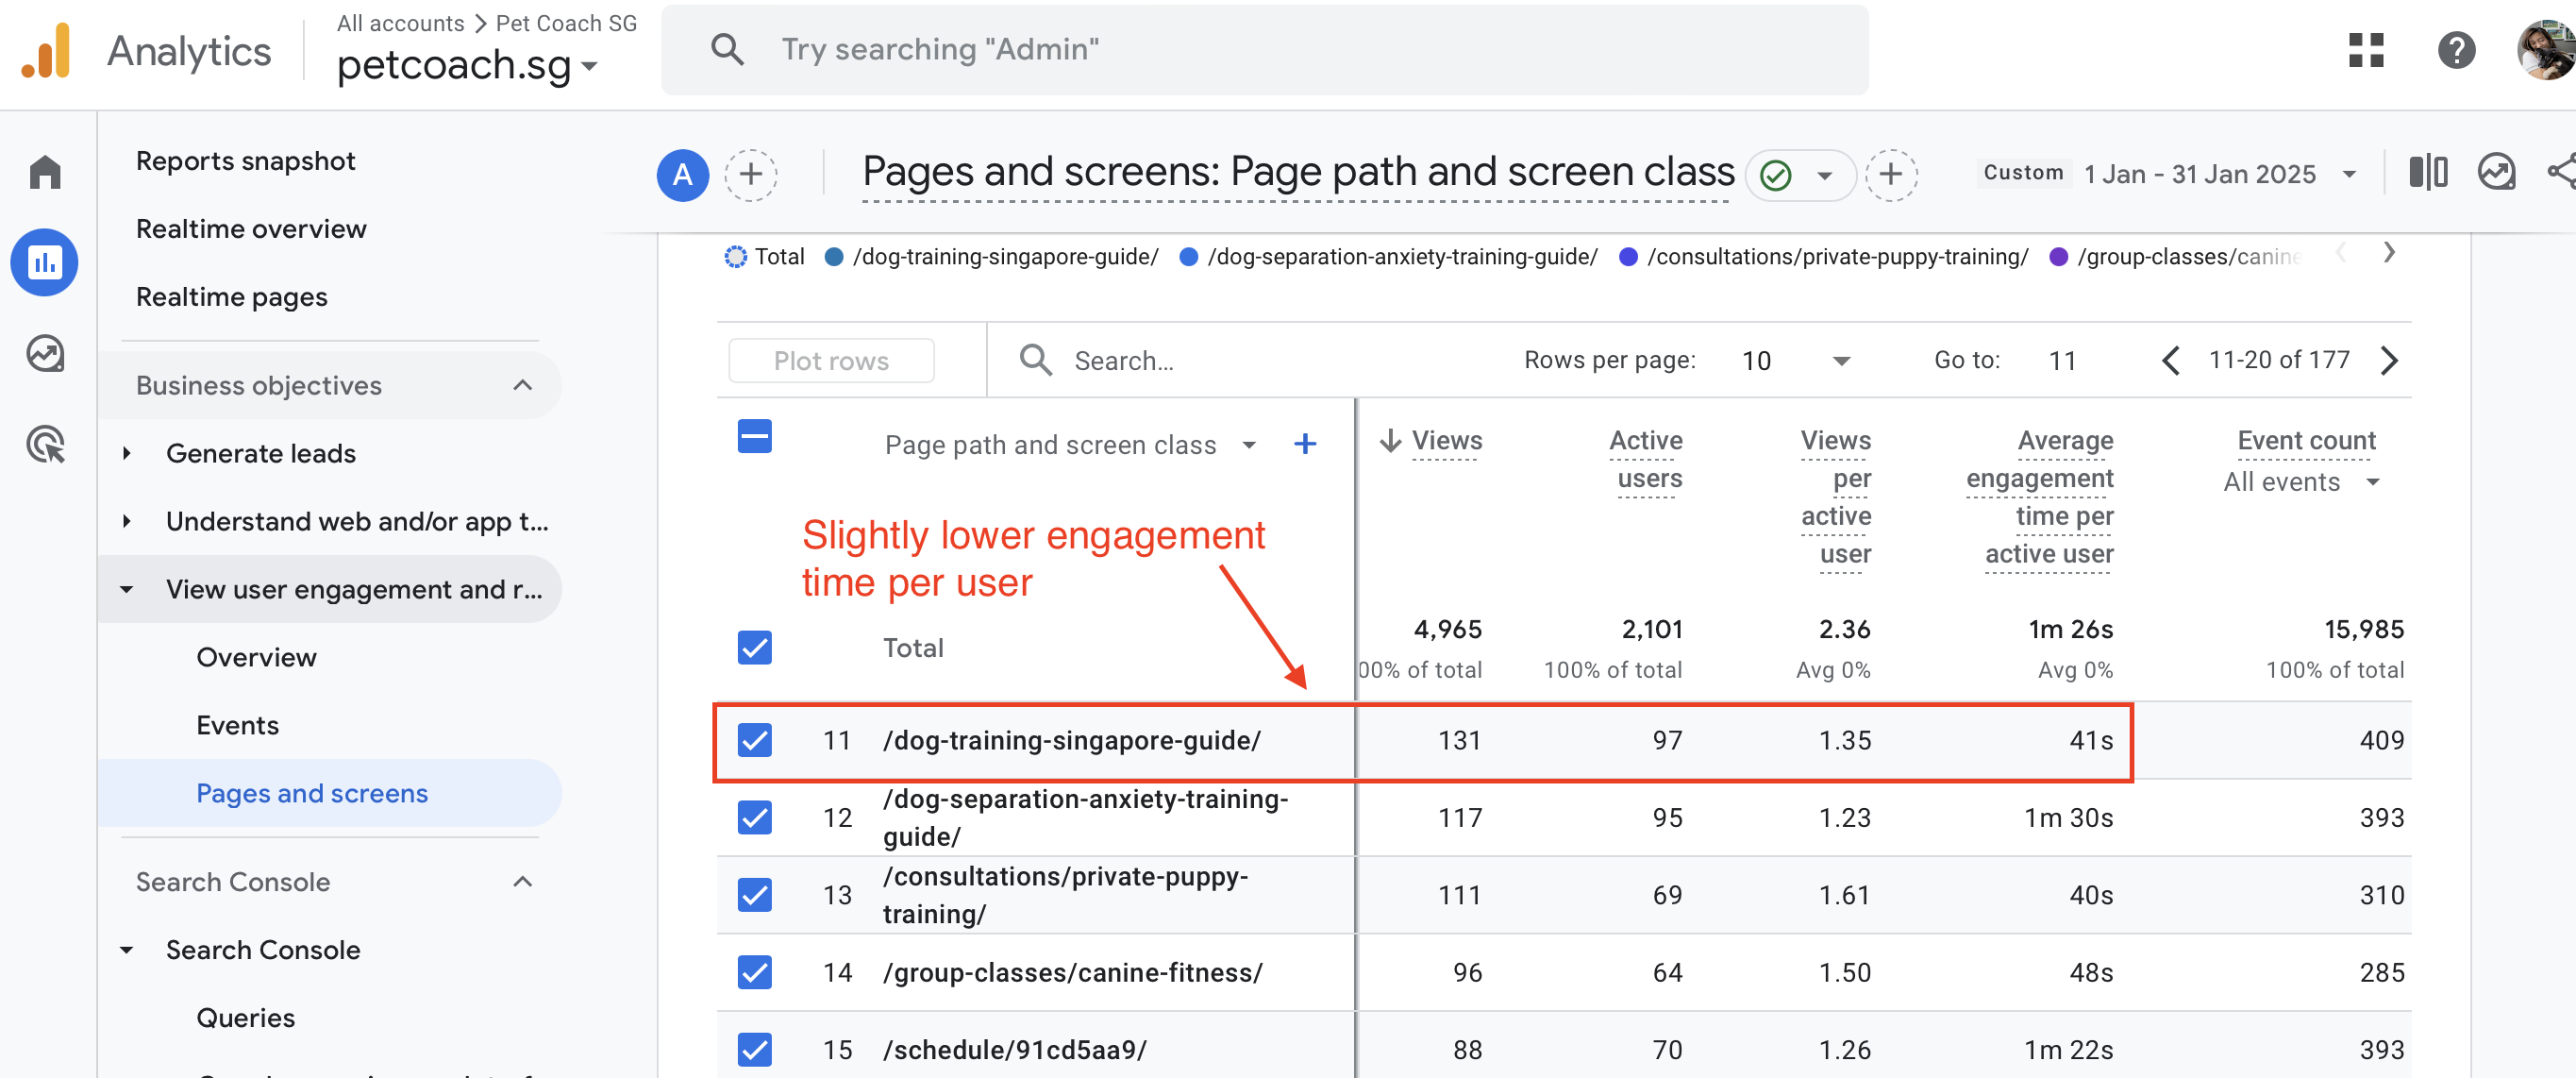 Analytics
All accounts > Pet Coach SG
petcoach.sg
Try searching "Admin"
Reports snapshot
Realtime overview
Realtime pages
Business objectives
Generate leads
Understand web and/or app t...
View user engagement and r...
Overview
Events
Pages and screens
Search Console
Search Console
Queries
A
Pages and screens: Page path and screen class
Custom 1 Jan - 31 Jan 2025
Total /dog-training-singapore-guide/ /dog-separation-anxiety-training-guide/ /consultations/private-puppy-training/ /group-classes/canine
Plot rows
Search...
Rows per page: 10 Go to: 11 11-20 of 177
Page path and screen class
Views
Active
users
Views
per
active
user
Average
engagement
time per
active user
Event count
All events
Slightly lower engagement
time per user
Total 4,965 2,101 2.36 1m 26s 15,985
00% of total 100% of total Avg 0% Avg 0% 100% of total
11 /dog-training-singapore-guide/ 131 97 1.35 41s 409
12 /dog-separation-anxiety-training-
guide/ 117 95 1.23 1m 30s 393
13 /consultations/private-puppy-
training/ 111 69 1.61 40s 310
14 /group-classes/canine-fitness/ 96 64 1.50 48s 285
15 /schedule/91cd5aa9/ 88 70 1.26 1m 22s 393